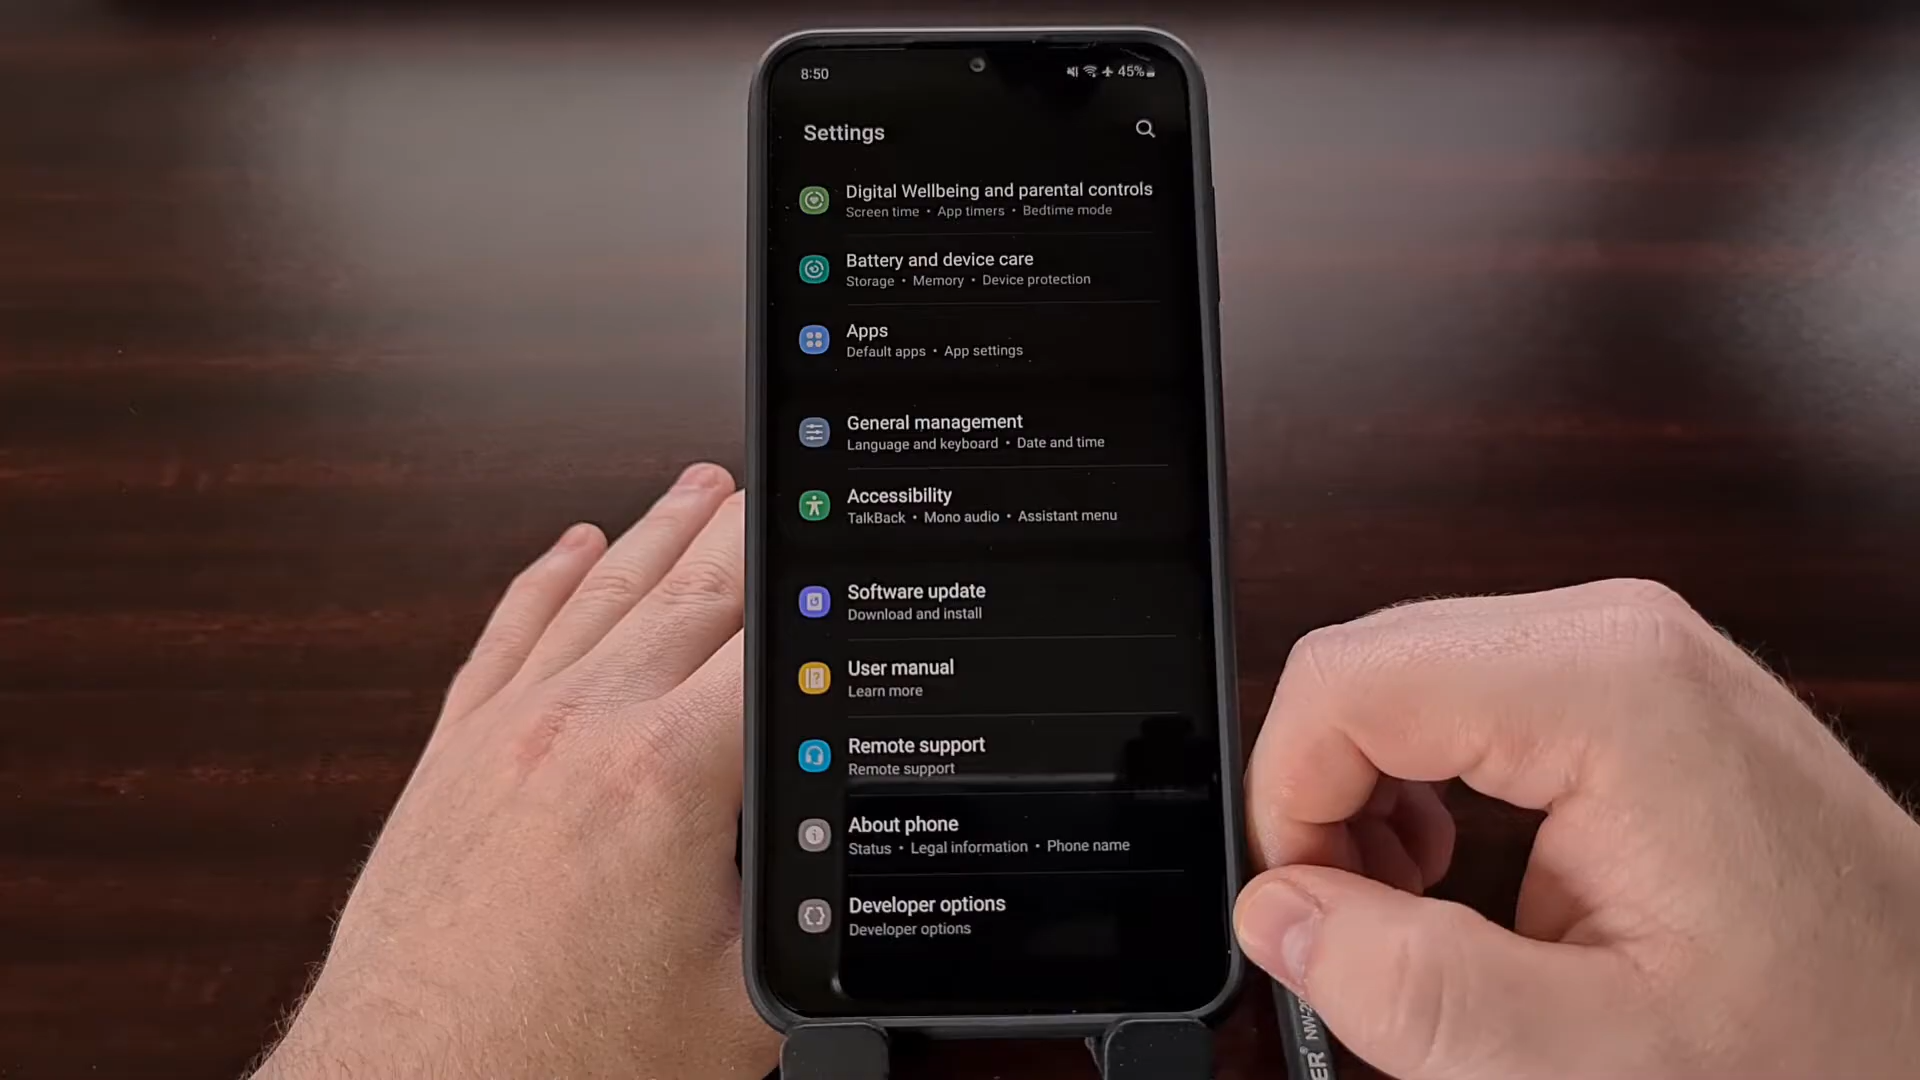 8:50
45%
Settings
Digital Wellbeing and parental controls
Screen time • App timers • Bedtime mode
Battery and device care
Storage • Memory • Device protection
Apps
Default apps • App settings
General management
Language and keyboard • Date and time
Accessibility
TalkBack • Mono audio • Assistant menu
Software update
Download and install
User manual
Learn more
Remote support
Remote support
About phone
Status • Legal information • Phone name
Developer options
Developer options